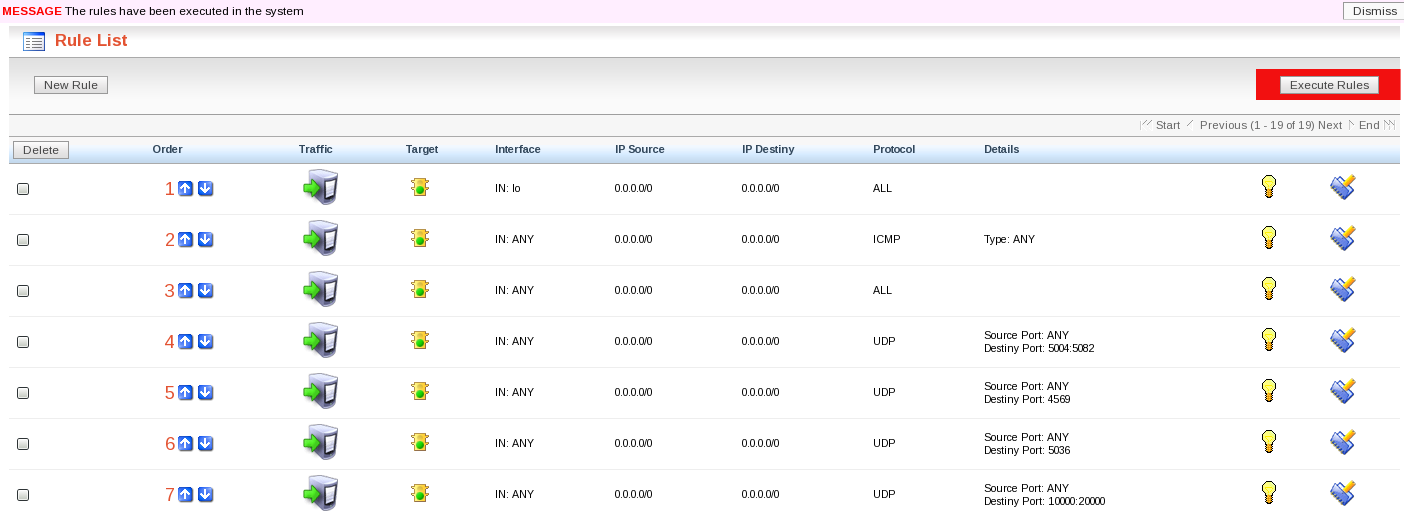 MESSAGE The rules have been executed in the system
Dismiss
Rule List
New Rule
Execute Rules
Start Previous (1 - 19 of 19) Next End
Delete Order Traffic Target Interface IP Source IP Destiny Protocol Details
1 IN: lo 0.0.0.0/0 0.0.0.0/0 ALL
2 IN: ANY 0.0.0.0/0 0.0.0.0/0 ICMP Type: ANY
3 IN: ANY 0.0.0.0/0 0.0.0.0/0 ALL
4 IN: ANY 0.0.0.0/0 0.0.0.0/0 UDP Source Port: ANY
Destiny Port: 5004:5082
5 IN: ANY 0.0.0.0/0 0.0.0.0/0 UDP Source Port: ANY
Destiny Port: 4569
6 IN: ANY 0.0.0.0/0 0.0.0.0/0 UDP Source Port: ANY
Destiny Port: 5036
7 IN: ANY 0.0.0.0/0 0.0.0.0/0 UDP Source Port: ANY
Destiny Port: 10000:20000